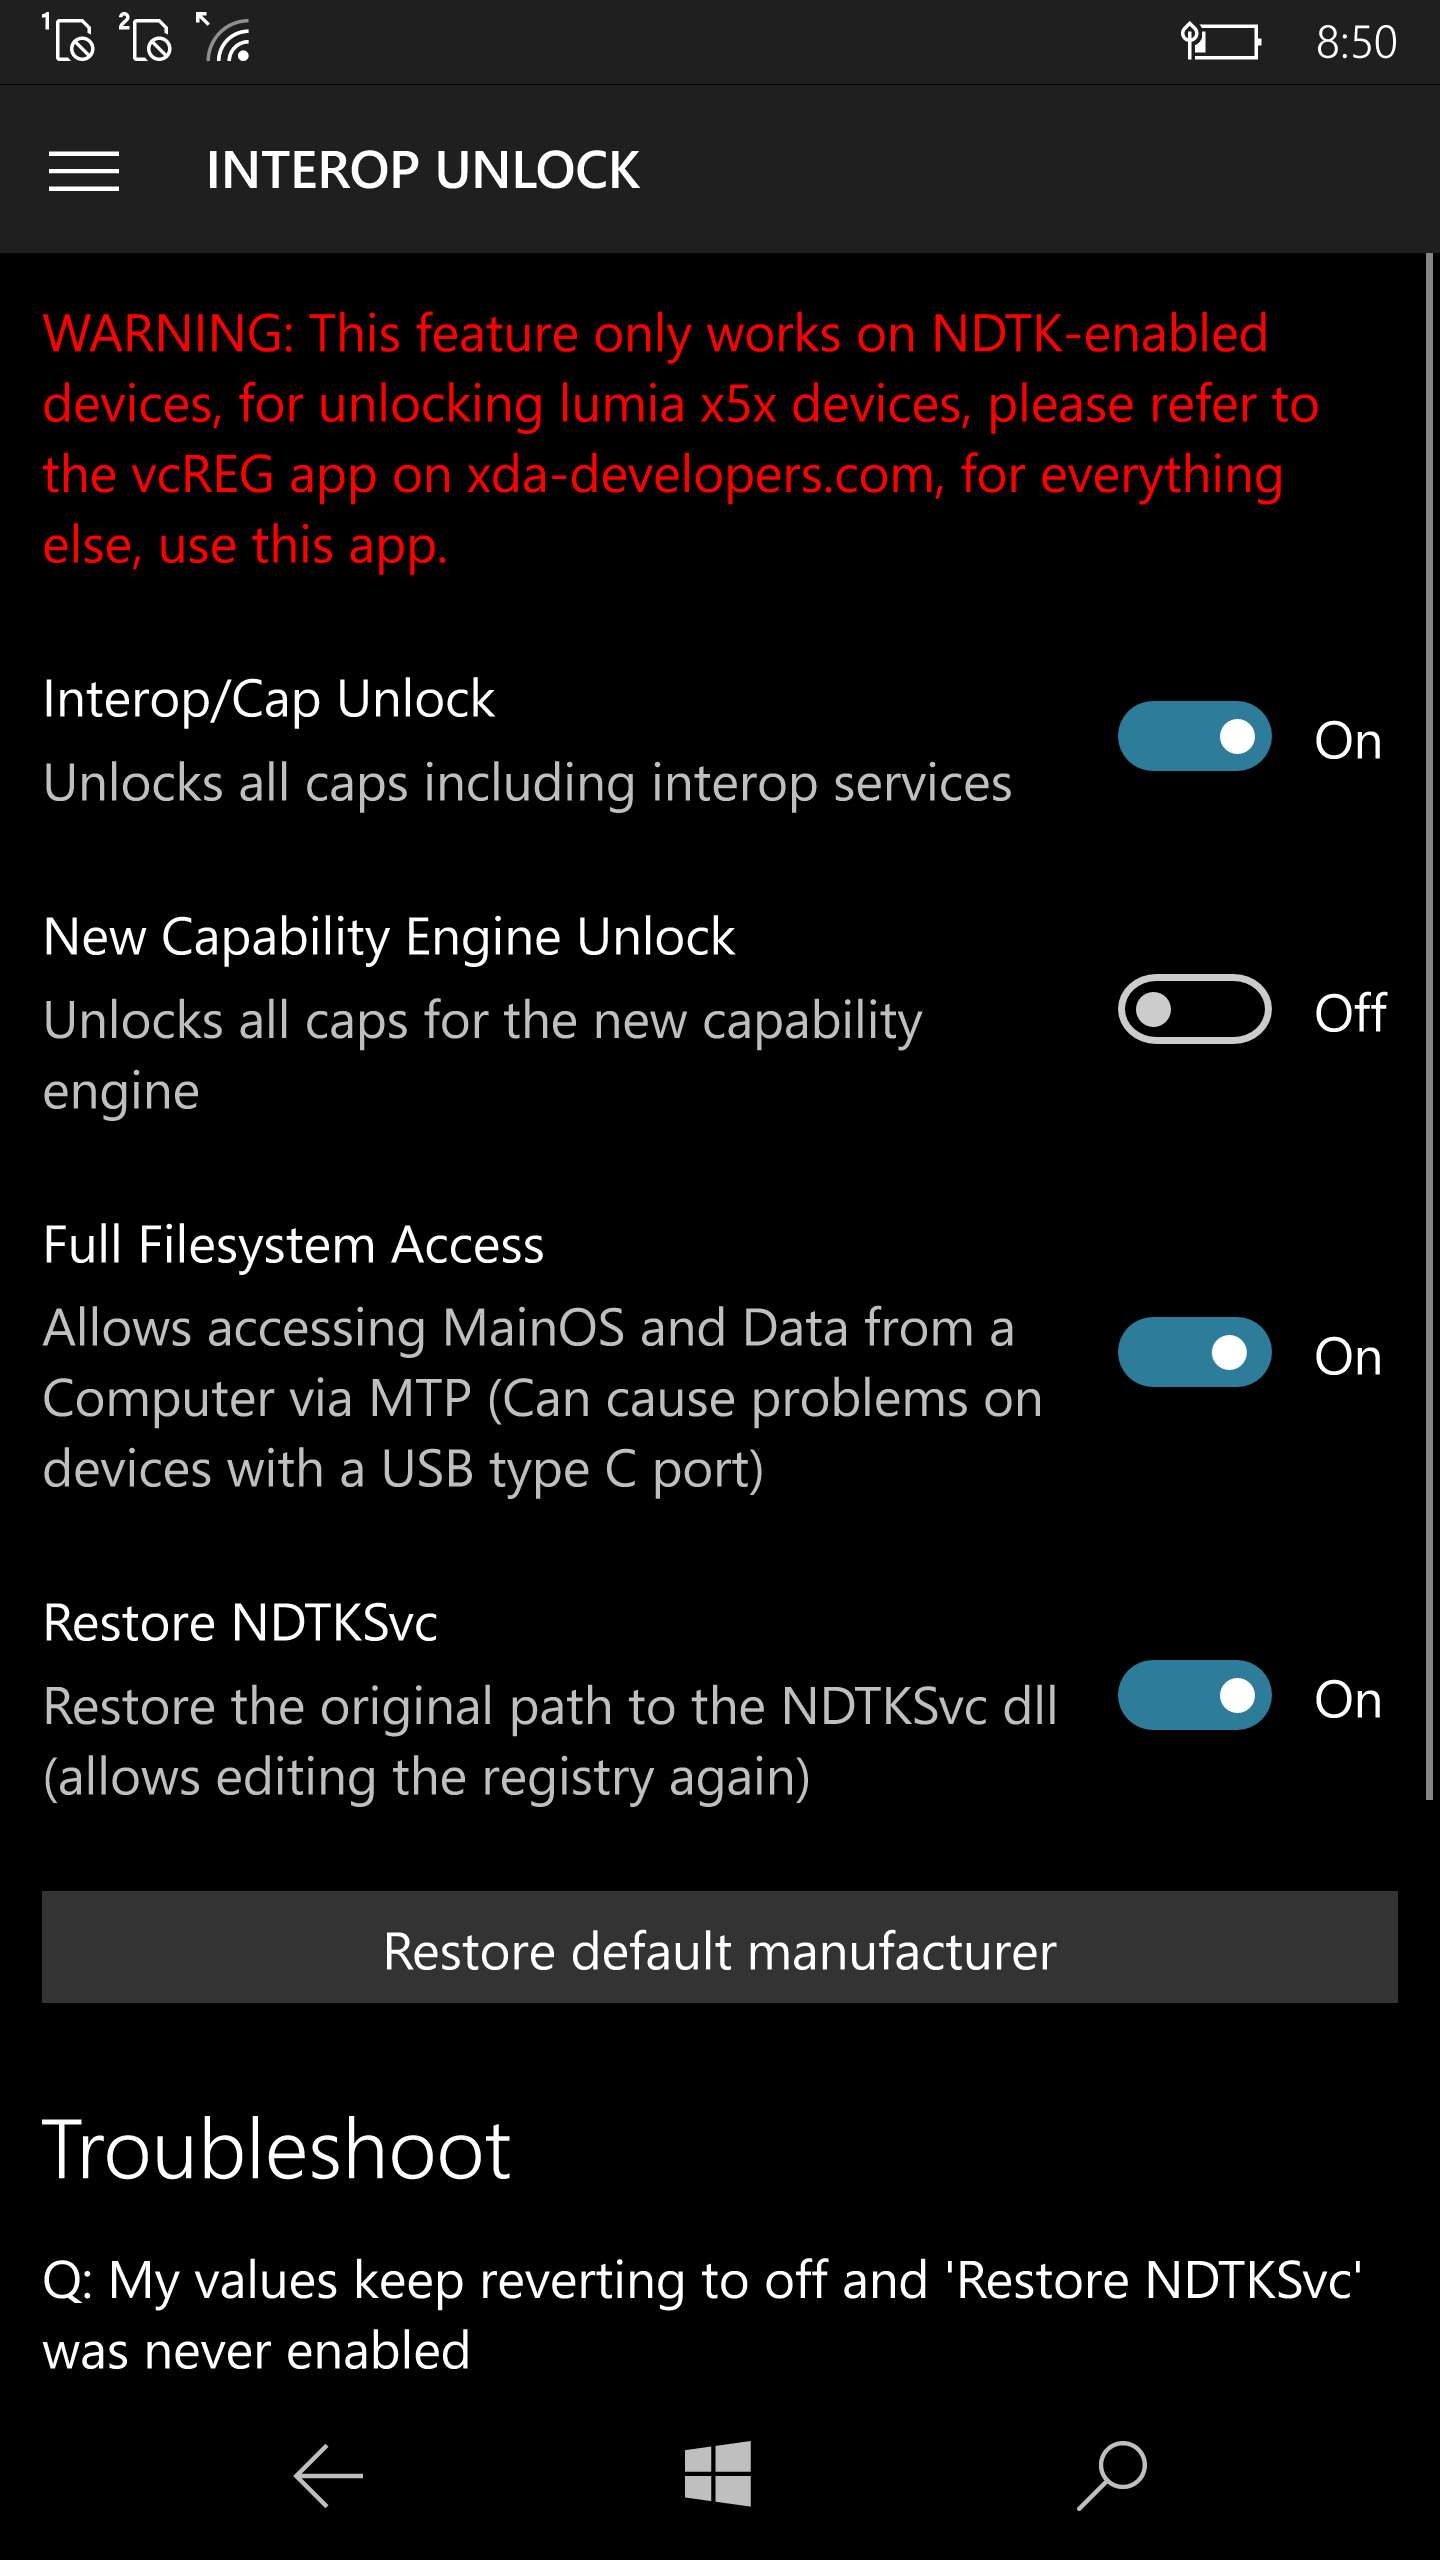 1 2 8:50
INTEROP UNLOCK
WARNING: This feature only works on NDTK-enabled
devices, for unlocking lumia x5x devices, please refer to
the vcREG app on xda-developers.com, for everything
else, use this app.
Interop/Cap Unlock
Unlocks all caps including interop services
On
New Capability Engine Unlock
Unlocks all caps for the new capability
engine
Off
Full Filesystem Access
Allows accessing MainOS and Data from a
Computer via MTP (Can cause problems on
devices with a USB type C port)
On
Restore NDTKSvc
Restore the original path to the NDTKSvc dll
(allows editing the registry again)
On
Restore default manufacturer
Troubleshoot
Q: My values keep reverting to off and 'Restore NDTKSvc'
was never enabled